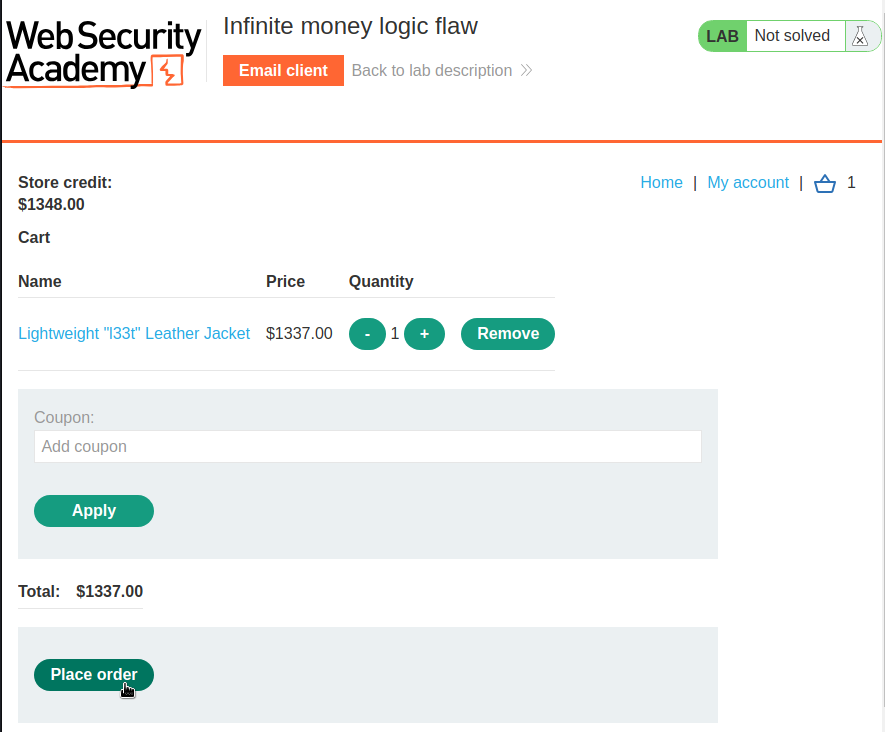 Web Security
Academy
Infinite money logic flaw
Email client Back to lab description
LAB Not solved
Store credit:
$1348.00
Home | My account | 1
Cart
Name Price Quantity
Lightweight "l33t" Leather Jacket $1337.00 - 1 + Remove
Coupon:
Add coupon
Apply
Total: $1337.00
Place order